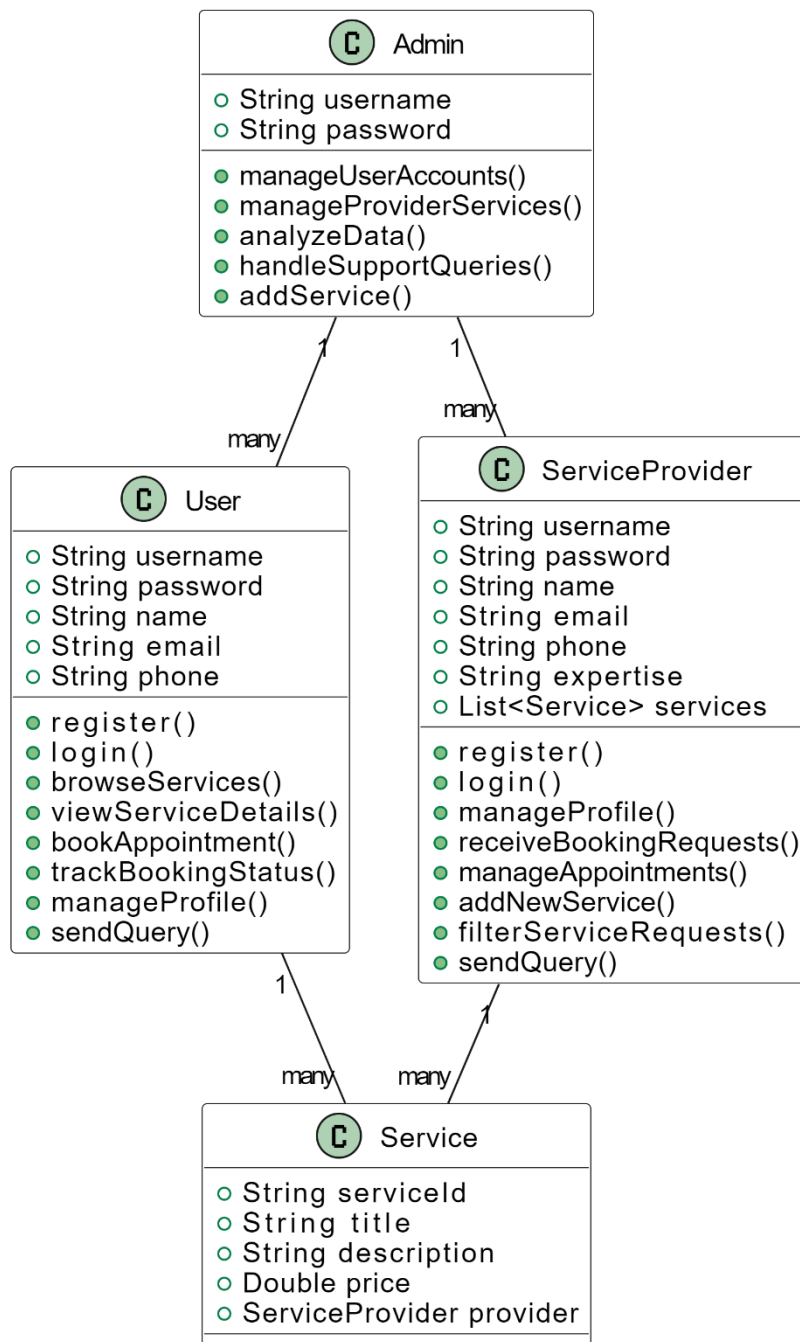 C Admin
String username
String password
manageUserAccounts()
manageProviderServices()
analyzeData()
handleSupportQueries()
addService()
1
1
many
many
C User
String username
String password
String name
String email
String phone
register()
login()
browseServices()
viewServiceDetails()
bookAppointment()
trackBookingStatus()
manageProfile()
sendQuery()
C ServiceProvider
String username
String password
String name
String email
String phone
String expertise
List<Service> services
register()
login()
manageProfile()
receiveBookingRequests()
manageAppointments()
addNewService()
filterServiceRequests()
sendQuery()
1
1
many
many
C Service
String serviceId
String title
String description
Double price
ServiceProvider provider